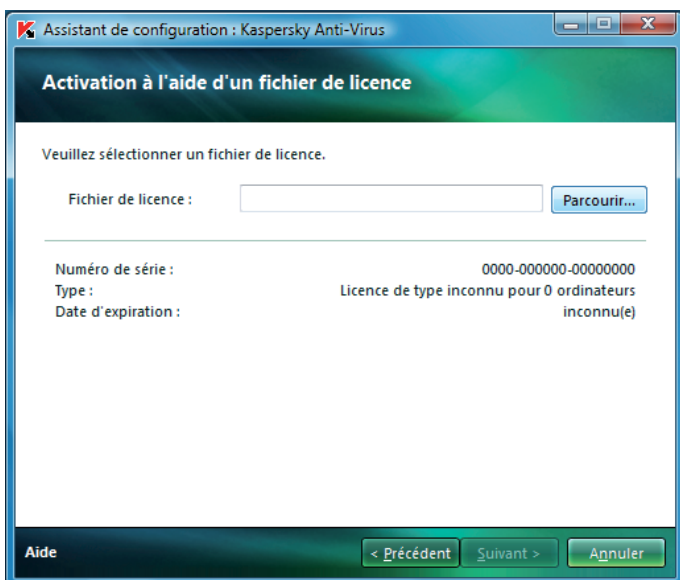 Assistant de configuration : Kaspersky Anti-Virus
Activation à l'aide d'un fichier de licence
Veuillez sélectionner un fichier de licence.
Fichier de licence : Parcourir...
Numéro de série : 0000-000000-00000000
Type : Licence de type inconnu pour 0 ordinateurs
Date d'expiration : inconnu(e)
Aide < Précédent Suivant > Annuler